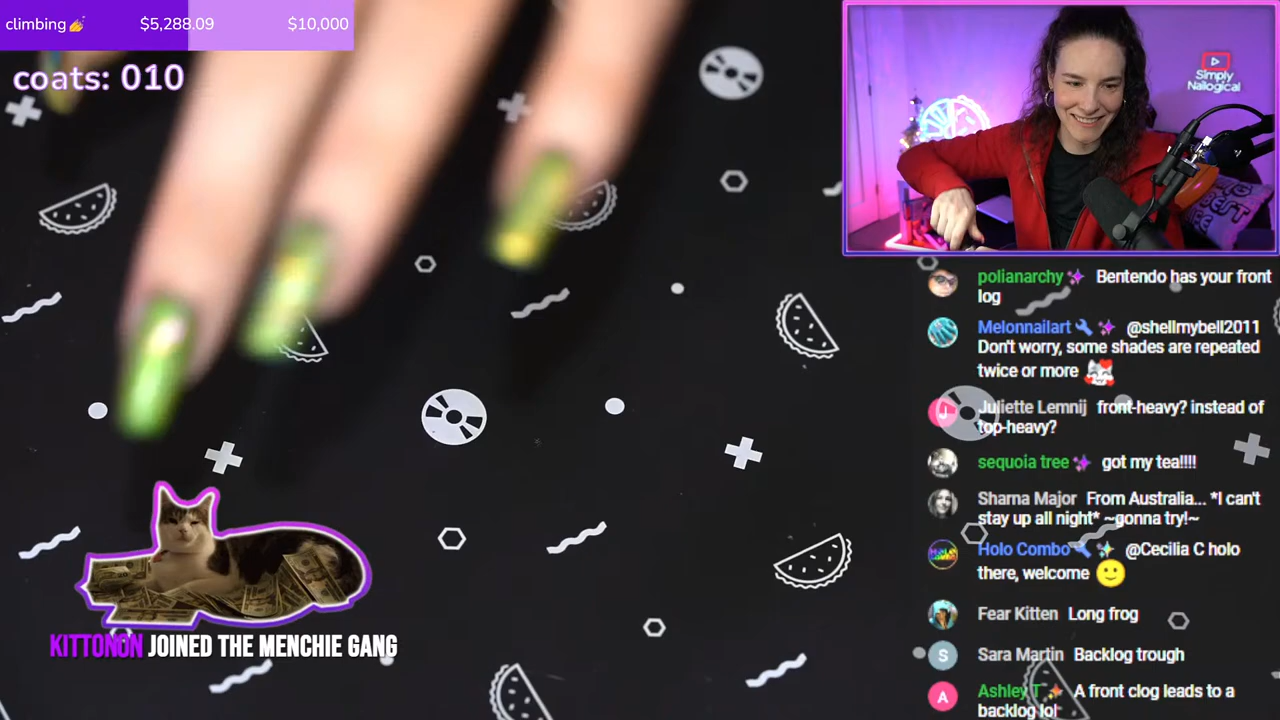 climbing💅 $5,288.09 $10,000
coats: 010
Simply
Nailogical
polianarchy Bentendo has your front
log
Melonnailart @shellmybell2011
Don't worry, some shades are repeated
twice or more
Juliette Lemnij front-heavy? instead of
top-heavy?
sequoia tree got my tea!!!!
Sharna Major From Australia... *I can't
stay up all night* ~gonna try!~
Holo Combo @Cecilia C holo
there, welcome 🙂
Fear Kitten Long frog
S
Sara Martin Backlog trough
A
Ashley T A front clog leads to a
backlog lol
KITTONON JOINED THE MENCHIE GANG